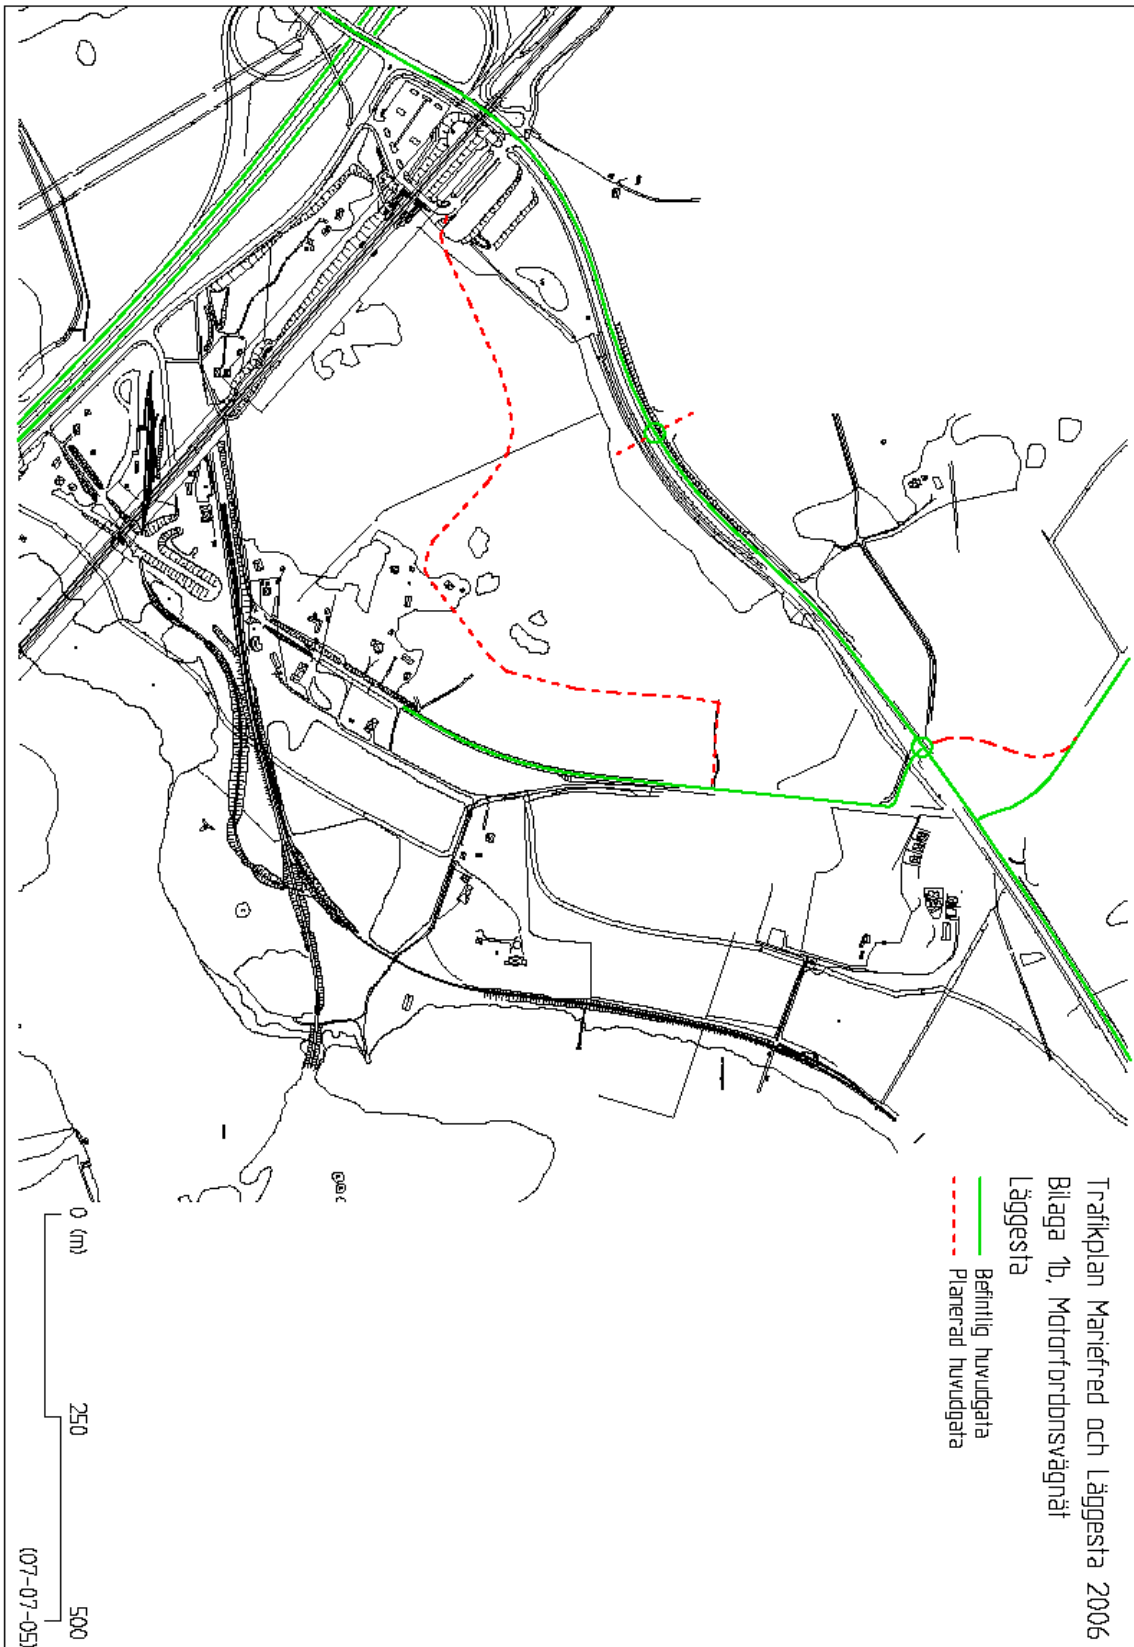 Trafikplan Mariefred och Läggesta 2006
Bilaga 1b, Motorfordonsvägnät
Läggesta
Befintlig huvudgata
Planerad huvudgata
0 (m)
250
500
(07-07-05)